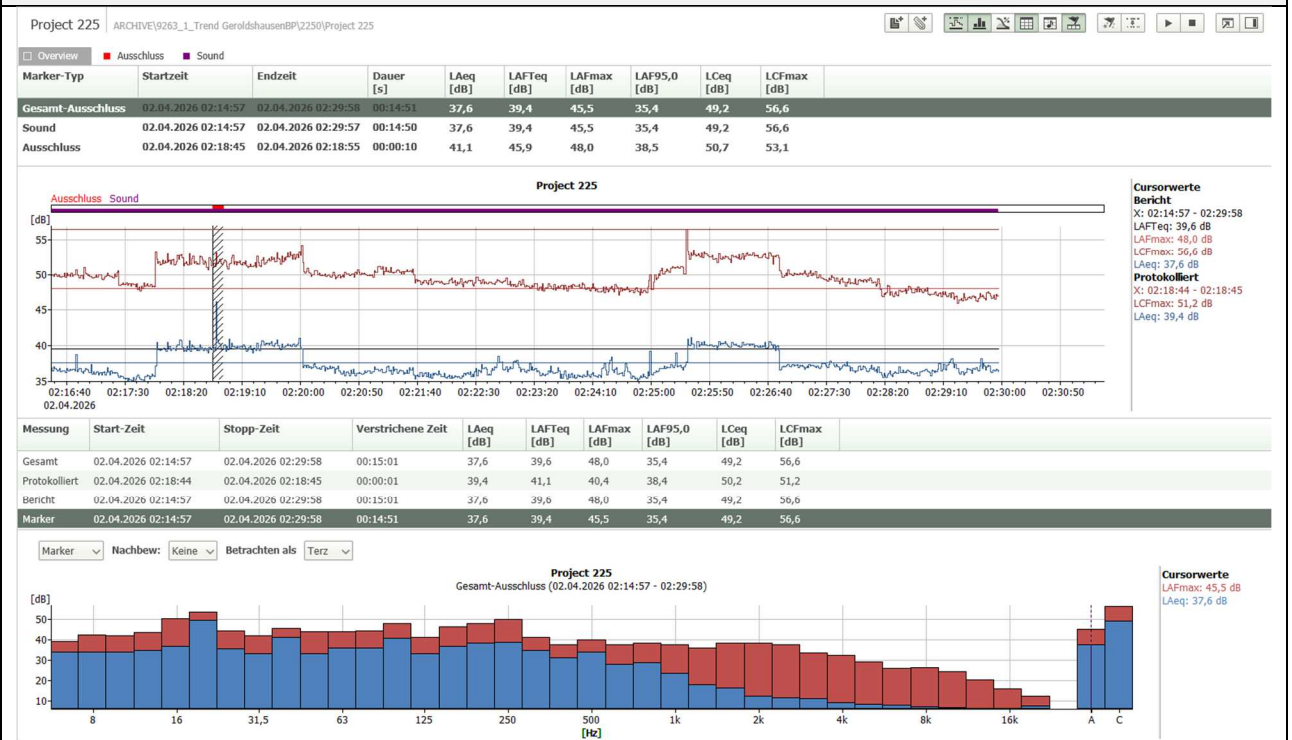 Project 225 ARCHIVE\9263_1_Trend GeroldshausenBP\2250\Project 225
Overview Ausschluss Sound
Marker-Typ Startzeit Endzeit Dauer [s] LAeq [dB] LAFTeq [dB] LAFmax [dB] LAF95,0 [dB] LCeq [dB] LCFmax [dB]
Gesamt-Ausschluss 02.04.2026 02:14:57 02.04.2026 02:29:58 00:14:51 37,6 39,4 45,5 35,4 49,2 56,6
Sound 02.04.2026 02:14:57 02.04.2026 02:29:57 00:14:50 37,6 39,4 45,5 35,4 49,2 56,6
Ausschluss 02.04.2026 02:18:45 02.04.2026 02:18:55 00:00:10 41,1 45,9 48,0 38,5 50,7 53,1
Project 225
Ausschluss Sound
[dB]
55
50
45
40
35
02:16:40 02:17:30 02:18:20 02:19:10 02:20:00 02:20:50 02:21:40 02:22:30 02:23:20 02:24:10 02:25:00 02:25:50 02:26:40 02:27:30 02:28:20 02:29:10 02:30:00 02:30:50
02.04.2026
Cursorwerte
Bericht
X: 02:14:57 - 02:29:58
LAFTeq: 39,6 dB
LAFmax: 48,0 dB
LCFmax: 56,6 dB
LAeq: 37,6 dB
Protokolliert
X: 02:18:44 - 02:18:45
LCFmax: 51,2 dB
LAeq: 39,4 dB
Messung Start-Zeit Stopp-Zeit Verstrichene Zeit LAeq [dB] LAFTeq [dB] LAFmax [dB] LAF95,0 [dB] LCeq [dB] LCFmax [dB]
Gesamt 02.04.2026 02:14:57 02.04.2026 02:29:58 00:15:01 37,6 39,6 48,0 35,4 49,2 56,6
Protokolliert 02.04.2026 02:18:44 02.04.2026 02:18:45 00:00:01 39,4 41,1 40,4 38,4 50,2 51,2
Bericht 02.04.2026 02:14:57 02.04.2026 02:29:58 00:15:01 37,6 39,6 48,0 35,4 49,2 56,6
Marker 02.04.2026 02:14:57 02.04.2026 02:29:58 00:14:51 37,6 39,4 45,5 35,4 49,2 56,6
Marker Nachbew: Keine Betrachten als Terz
Project 225
Gesamt-Ausschluss (02.04.2026 02:14:57 - 02:29:58)
[dB]
50
40
30
20
10
8 16 31,5 63 125 250 500 1k 2k 4k 8k 16k A C
[Hz]
Cursorwerte
LAFmax: 45,5 dB
LAeq: 37,6 dB